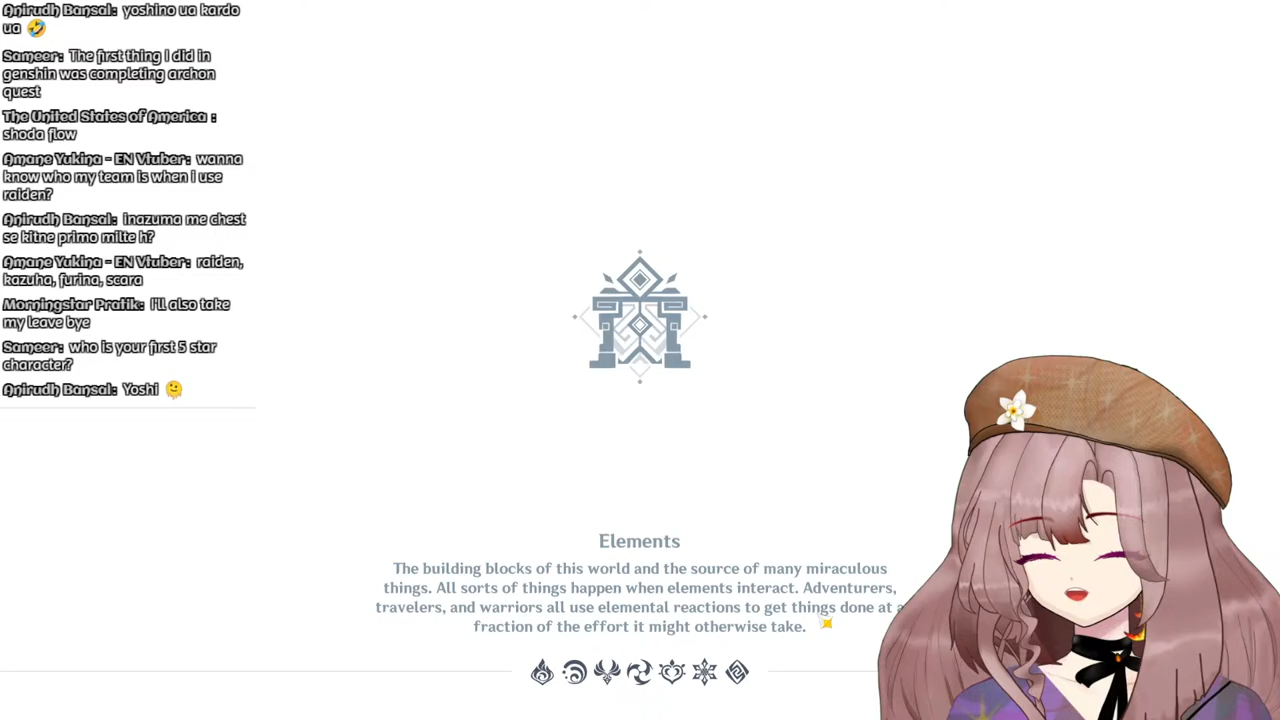 Anirudh Bansal: yoshino ua kardo
ua 🤣
Sameer: The first thing I did in
genshin was completing archon
quest
The United States of America :
shoda flow
Amane Yukina - EN Vtuber: wanna
know who my team is when i use
raiden?
Anirudh Bansal: inazuma me chest
se kitne primo milte h?
Amane Yukina - EN Vtuber: raiden,
kazuha, furina, scara
Morningstar Pratik: I'll also take
my leave bye
Sameer: who is your first 5 star
character?
Anirudh Bansal: Yoshi 🫠
Elements
The building blocks of this world and the source of many miraculous
things. All sorts of things happen when elements interact. Adventurers,
travelers, and warriors all use elemental reactions to get things done at a
fraction of the effort it might otherwise take.